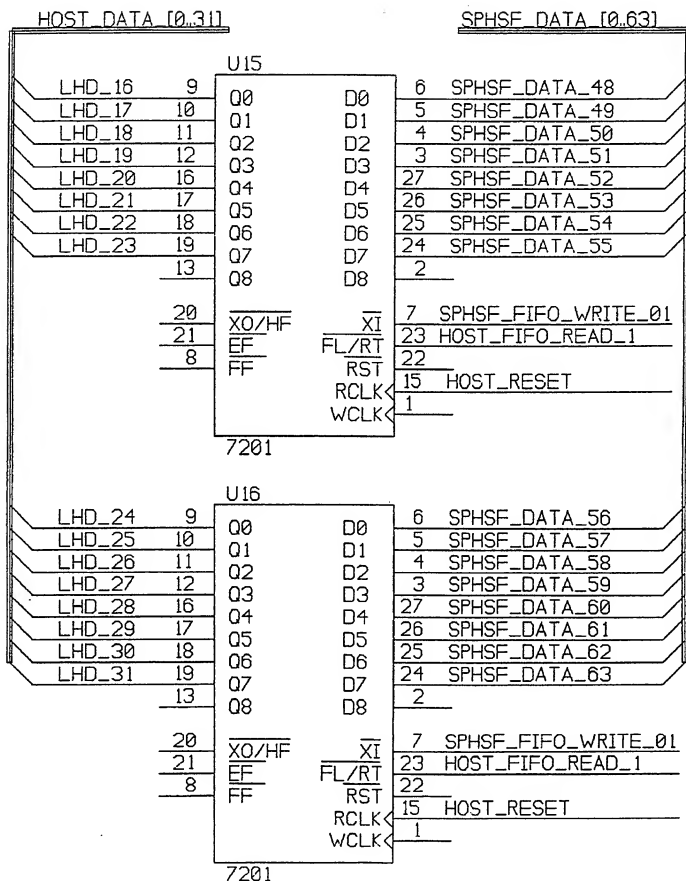 HOST_DATA_[0..31] SPHSF_DATA_[0..63]
U15
LHD_16 9 Q0 D0 6 SPHSF_DATA_48
LHD_17 10 Q1 D1 5 SPHSF_DATA_49
LHD_18 11 Q2 D2 4 SPHSF_DATA_50
LHD_19 12 Q3 D3 3 SPHSF_DATA_51
LHD_20 16 Q4 D4 27 SPHSF_DATA_52
LHD_21 17 Q5 D5 26 SPHSF_DATA_53
LHD_22 18 Q6 D6 25 SPHSF_DATA_54
LHD_23 19 Q7 D7 24 SPHSF_DATA_55
13 Q8 D8 2
20 XO/HF XI 7 SPHSF_FIFO_WRITE_01
21 EF FL/RT 23 HOST_FIFO_READ_1
8 FF RST 22
RCLK 15 HOST_RESET
WCLK 1
7201
U16
LHD_24 9 Q0 D0 6 SPHSF_DATA_56
LHD_25 10 Q1 D1 5 SPHSF_DATA_57
LHD_26 11 Q2 D2 4 SPHSF_DATA_58
LHD_27 12 Q3 D3 3 SPHSF_DATA_59
LHD_28 16 Q4 D4 27 SPHSF_DATA_60
LHD_29 17 Q5 D5 26 SPHSF_DATA_61
LHD_30 18 Q6 D6 25 SPHSF_DATA_62
LHD_31 19 Q7 D7 24 SPHSF_DATA_63
13 Q8 D8 2
20 XO/HF XI 7 SPHSF_FIFO_WRITE_01
21 EF FL/RT 23 HOST_FIFO_READ_1
8 FF RST 22
RCLK 15 HOST_RESET
WCLK 1
7201